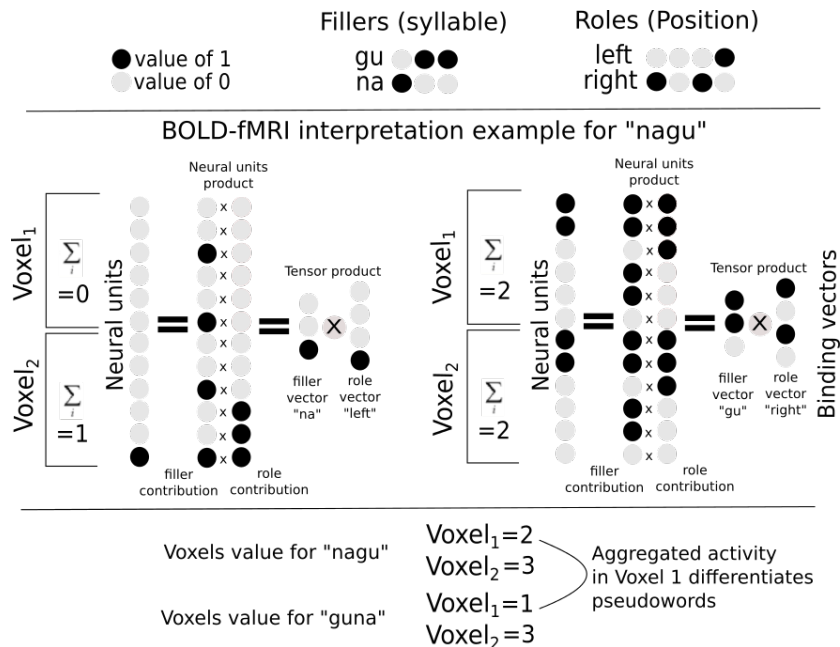 Fillers (syllable)
Roles (Position)
value of 1
value of 0
gu
na
left
right
BOLD-fMRI interpretation example for "nagu"
Voxel1
Voxel2
∑
i
=0
∑
i
=1
Neural units
=
Neural units
product
x
x
x
x
x
x
x
x
x
x
x
x
filler
contribution
role
contribution
=
Tensor product
X
filler
vector
"na"
role
vector
"left"
Voxel1
Voxel2
∑
i
=2
∑
i
=2
Neural units
=
Neural units
product
x
x
x
x
x
x
x
x
x
x
x
x
filler
contribution
role
contribution
=
Tensor product
X
filler
vector
"gu"
role
vector
"right"
Binding vectors
Voxels value for "nagu"
Voxel1=2
Voxel2=3
Voxels value for "guna"
Voxel1=1
Voxel2=3
Aggregated activity
in Voxel 1 differentiates
pseudowords